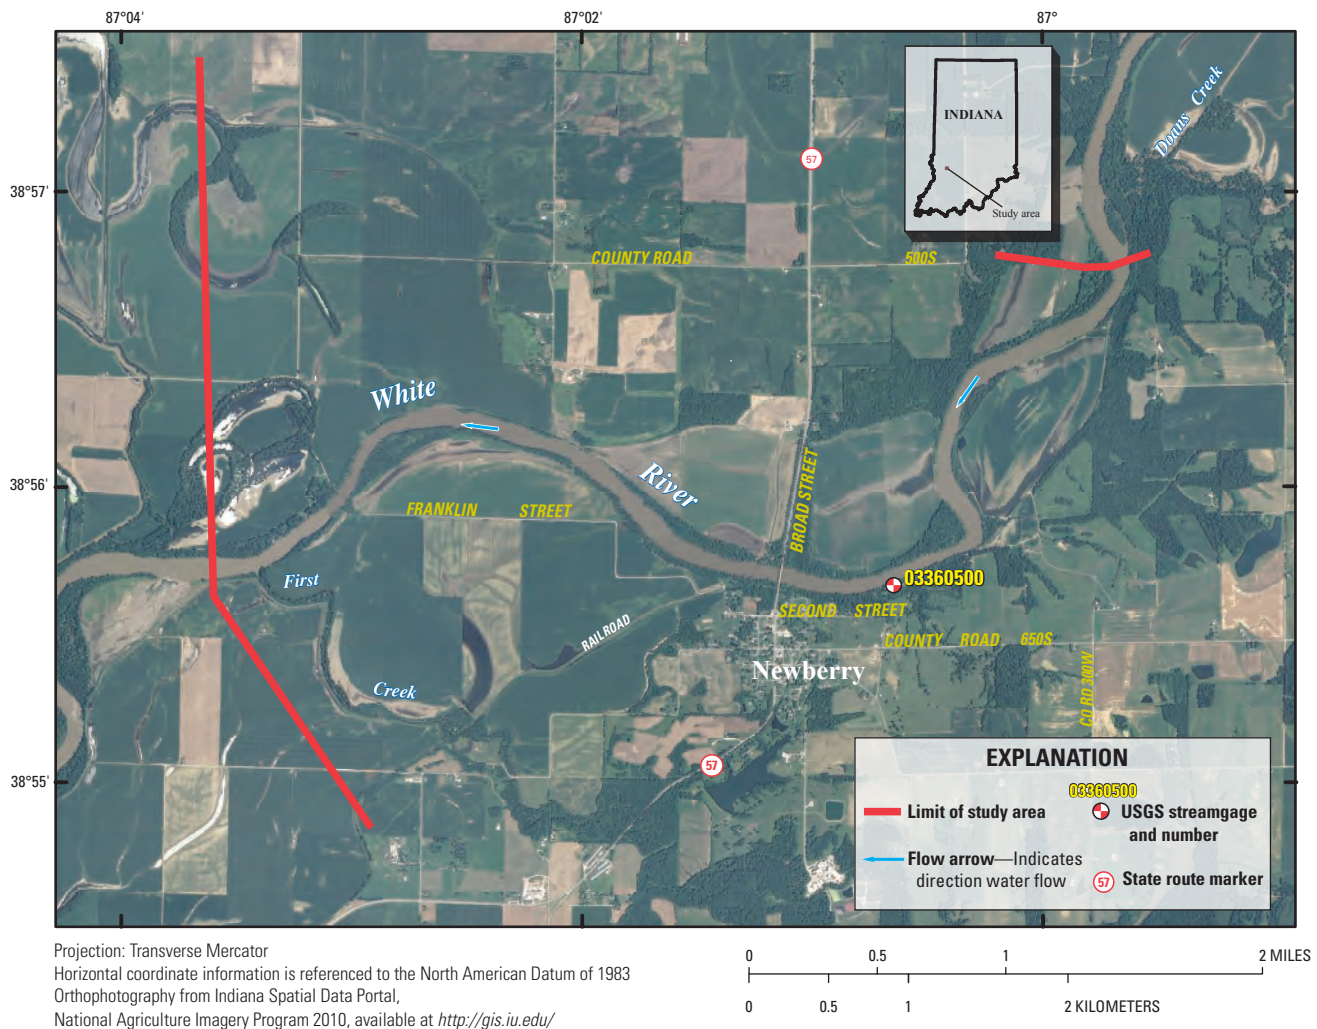 87°04'
87°02'
87°
38°57'
38°56'
38°55'
Doans Creek
INDIANA
Study area
57
COUNTY ROAD 500S
White
River
BROAD STREET
FRANKLIN STREET
03360500
First
SECOND STREET
RAILROAD
COUNTY ROAD 650S
Newberry
Creek
CO RD 300W
57
EXPLANATION
Limit of study area
Flow arrow—Indicates
direction water flow
03360500
USGS streamgage
and number
57 State route marker
Projection: Transverse Mercator
Horizontal coordinate information is referenced to the North American Datum of 1983
Orthophotography from Indiana Spatial Data Portal,
National Agriculture Imagery Program 2010, available at http://gis.iu.edu/
0 0.5 1 2 MILES
0 0.5 1 2 KILOMETERS